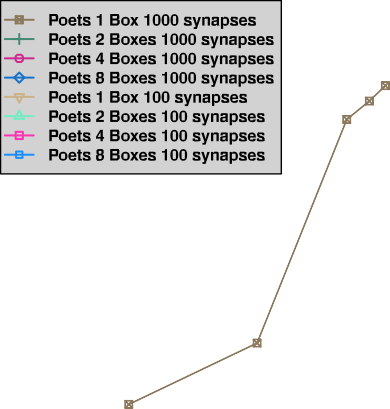 Poets 1 Box 1000 synapses
Poets 2 Boxes 1000 synapses
Poets 4 Boxes 1000 synapses
Poets 8 Boxes 1000 synapses
Poets 1 Box 100 synapses
Poets 2 Boxes 100 synapses
Poets 4 Boxes 100 synapses
Poets 8 Boxes 100 synapses